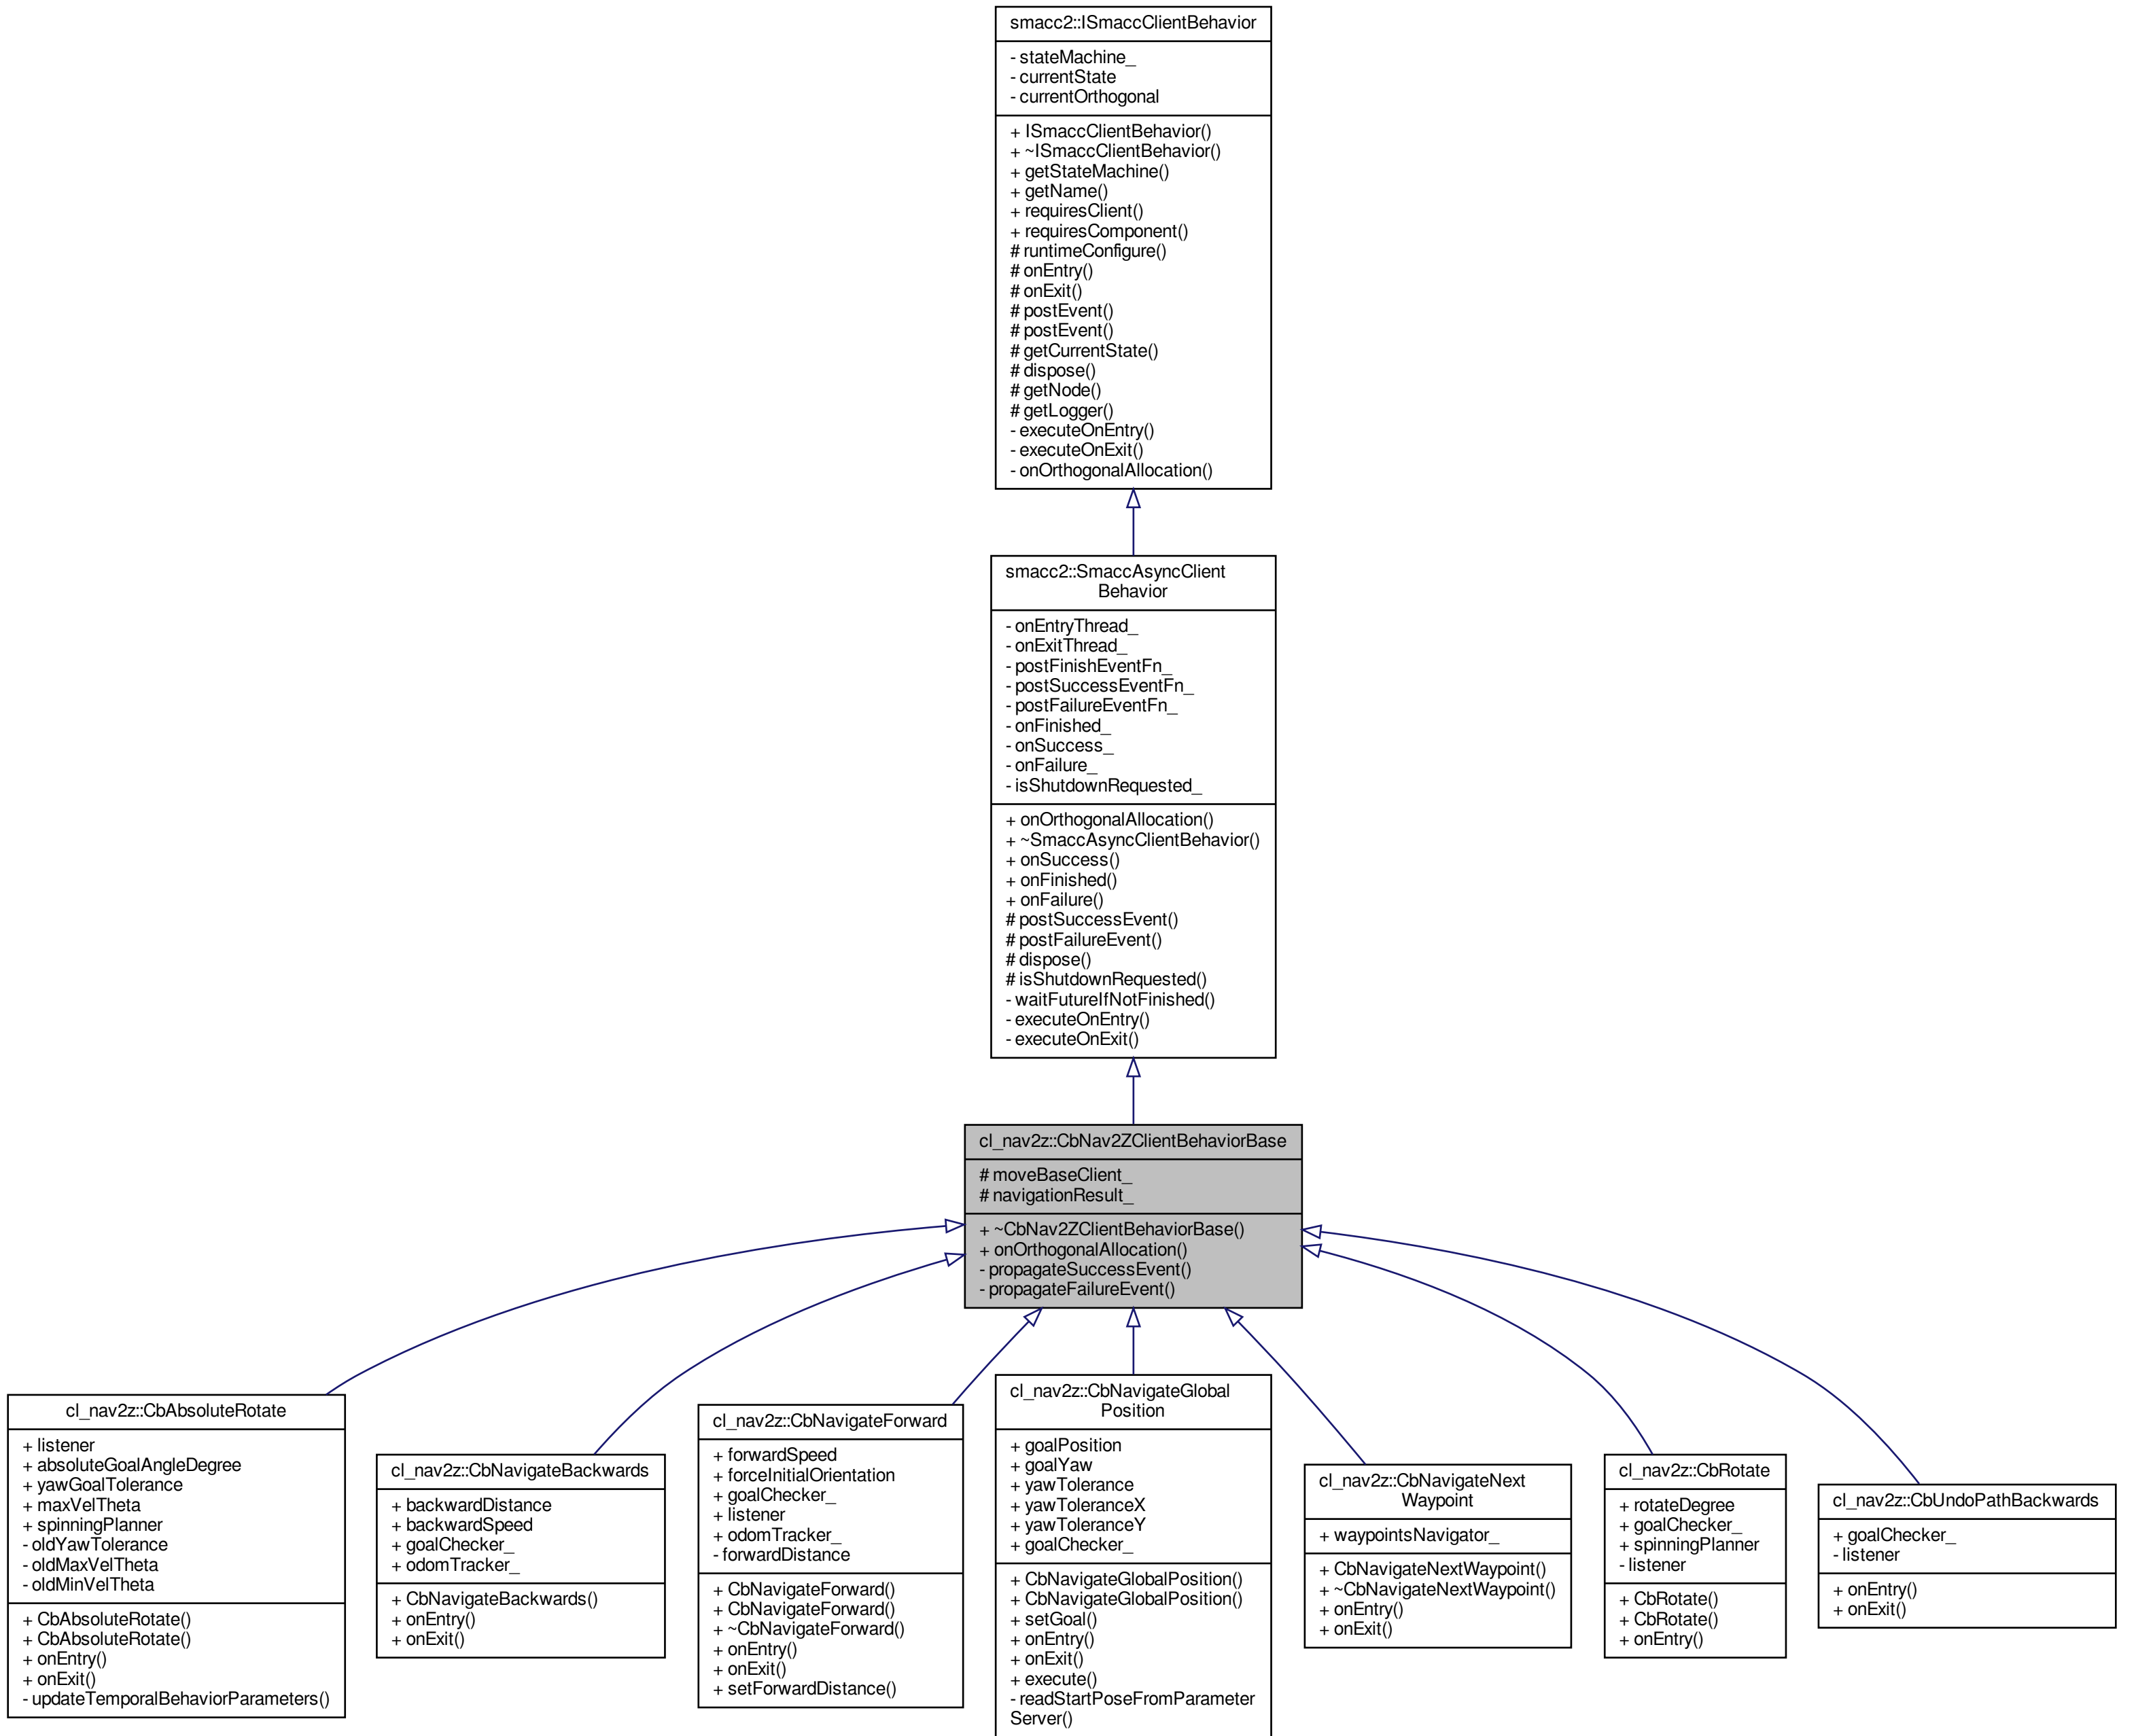 smacc2::ISmaccClientBehavior
- stateMachine_
- currentState
- currentOrthogonal
+ ISmaccClientBehavior()
+ ~ISmaccClientBehavior()
+ getStateMachine()
+ getName()
+ requiresClient()
+ requiresComponent()
# runtimeConfigure()
# onEntry()
# onExit()
# postEvent()
# postEvent()
# getCurrentState()
# dispose()
# getNode()
# getLogger()
- executeOnEntry()
- executeOnExit()
- onOrthogonalAllocation()
smacc2::SmaccAsyncClient
Behavior
- onEntryThread_
- onExitThread_
- postFinishEventFn_
- postSuccessEventFn_
- postFailureEventFn_
- onFinished_
- onSuccess_
- onFailure_
- isShutdownRequested_
+ onOrthogonalAllocation()
+ ~SmaccAsyncClientBehavior()
+ onSuccess()
+ onFinished()
+ onFailure()
# postSuccessEvent()
# postFailureEvent()
# dispose()
# isShutdownRequested()
- waitFutureIfNotFinished()
- executeOnEntry()
- executeOnExit()
cl_nav2z::CbNav2ZClientBehaviorBase
# moveBaseClient_
# navigationResult_
+ ~CbNav2ZClientBehaviorBase()
+ onOrthogonalAllocation()
- propagateSuccessEvent()
- propagateFailureEvent()
cl_nav2z::CbAbsoluteRotate
+ listener
+ absoluteGoalAngleDegree
+ yawGoalTolerance
+ maxVelTheta
+ spinningPlanner
- oldYawTolerance
- oldMaxVelTheta
- oldMinVelTheta
+ CbAbsoluteRotate()
+ CbAbsoluteRotate()
+ onEntry()
+ onExit()
- updateTemporalBehaviorParameters()
cl_nav2z::CbNavigateBackwards
+ backwardDistance
+ backwardSpeed
+ goalChecker_
+ odomTracker_
+ CbNavigateBackwards()
+ onEntry()
+ onExit()
cl_nav2z::CbNavigateForward
+ forwardSpeed
+ forceInitialOrientation
+ goalChecker_
+ listener
+ odomTracker_
- forwardDistance
+ CbNavigateForward()
+ CbNavigateForward()
+ ~CbNavigateForward()
+ onEntry()
+ onExit()
+ setForwardDistance()
cl_nav2z::CbNavigateGlobal
Position
+ goalPosition
+ goalYaw
+ yawTolerance
+ yawToleranceX
+ yawToleranceY
+ goalChecker_
+ CbNavigateGlobalPosition()
+ CbNavigateGlobalPosition()
+ setGoal()
+ onEntry()
+ onExit()
+ execute()
- readStartPoseFromParameter
Server()
cl_nav2z::CbNavigateNext
Waypoint
+ waypointsNavigator_
+ CbNavigateNextWaypoint()
+ ~CbNavigateNextWaypoint()
+ onEntry()
+ onExit()
cl_nav2z::CbRotate
+ rotateDegree
+ goalChecker_
+ spinningPlanner
- listener
+ CbRotate()
+ CbRotate()
+ onEntry()
cl_nav2z::CbUndoPathBackwards
+ goalChecker_
- listener
+ onEntry()
+ onExit()